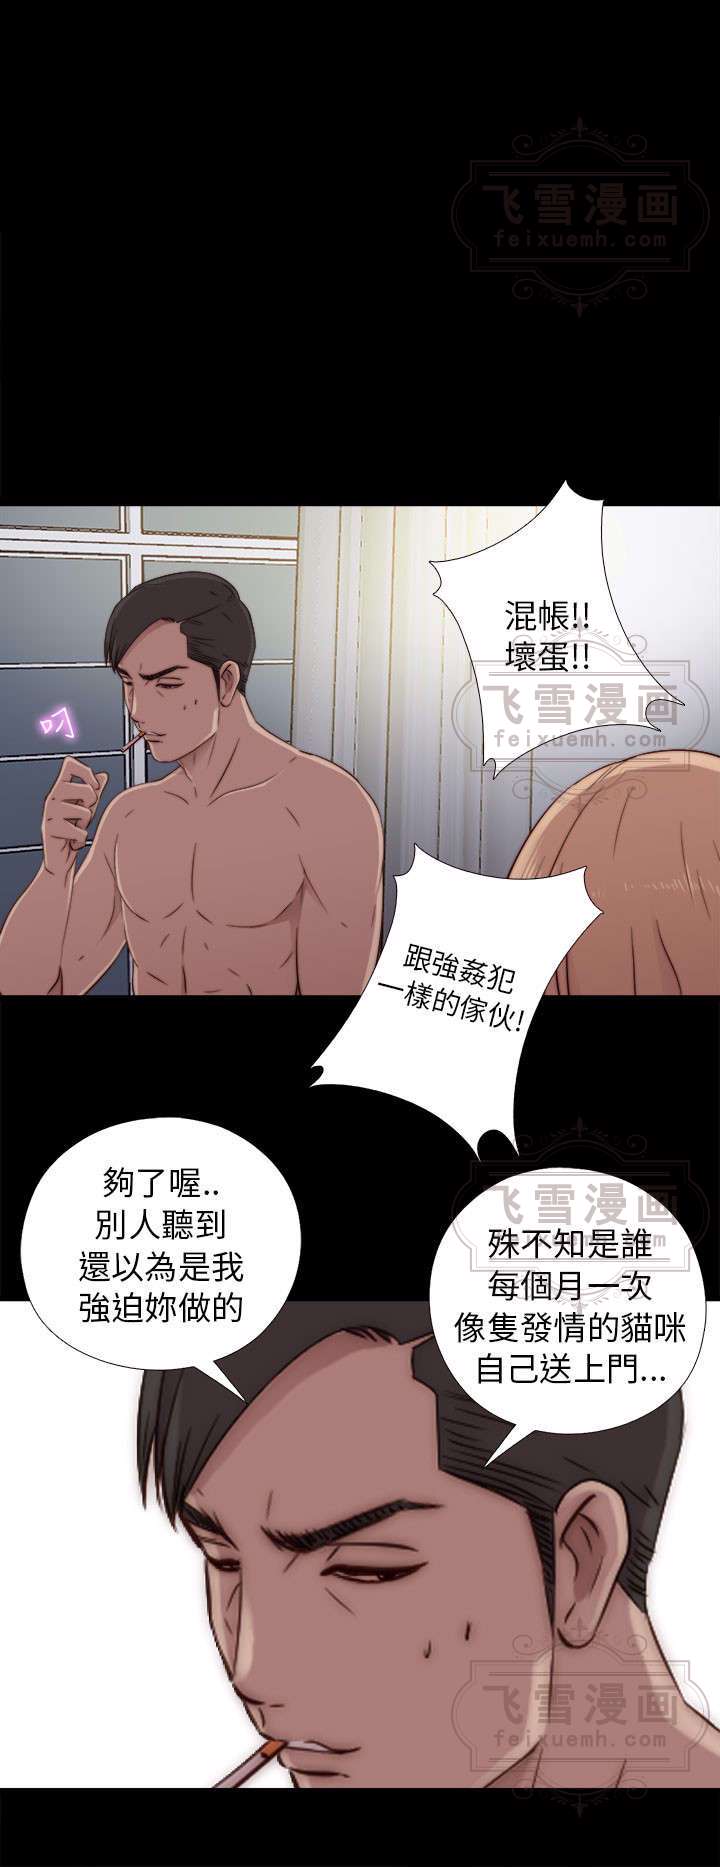 飞雪漫画
feixuemh.com
混帳!!
壞蛋!!
飞雪漫画
feixuemh.com
叼
跟強姦犯
一樣的傢伙!
夠了喔..
別人聽到
還以為是我
強迫妳做的
飞雪漫画
feixuemh.com
殊不知是誰
每個月一次
像隻發情的貓咪
自己送上門...
飞雪漫画
feixuemh.com